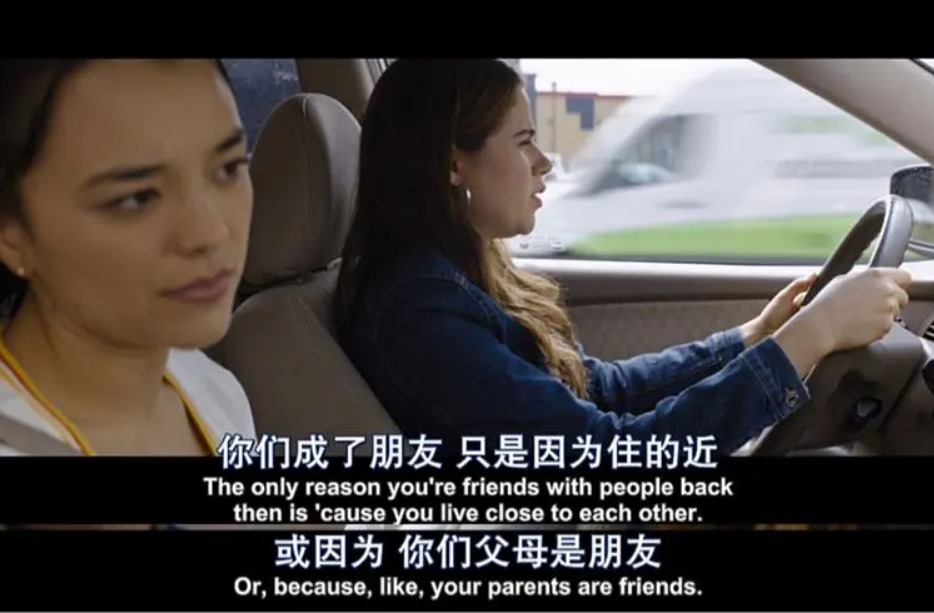 你们成了朋友 只是因为住的近
The only reason you're friends with people back
then is 'cause you live close to each other.
或因为 你们父母是朋友
Or, because, like, your parents are friends.